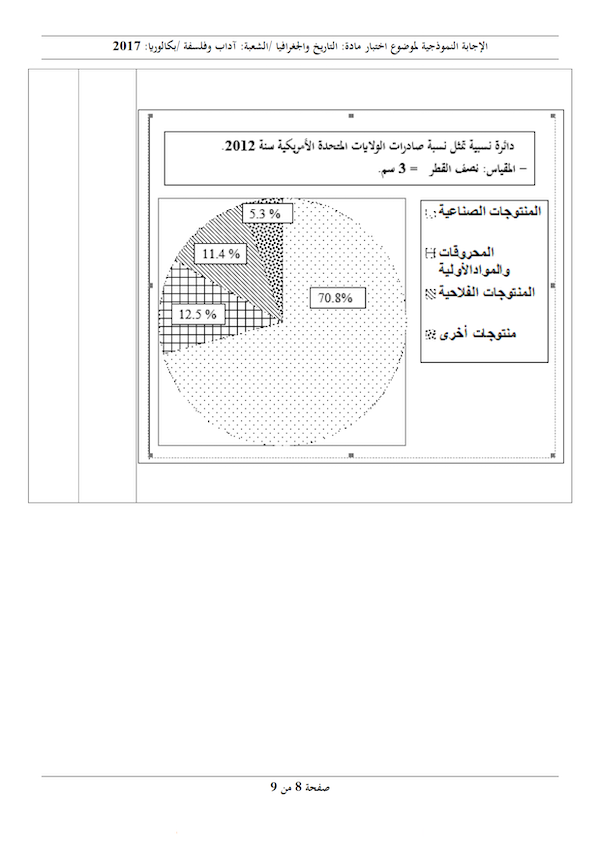 الإجابة النموذجية لموضوع اختبار مادة: التاريخ والجغرافيا /الشعبة: آداب وفلسفة /بكالوريا: 2017
دائرة نسبية تمثل نسبة صادرات الولايات المتحدة الأمريكية سنة 2012.
– المقياس: نصف القطر = 3 سم.
المنتوجات الصناعية
المحروقات
والموادالأولية
المنتوجات الفلاحية
منتوجات أخرى
5.3 %
11.4 %
12.5 %
70.8%
صفحة 8 من 9